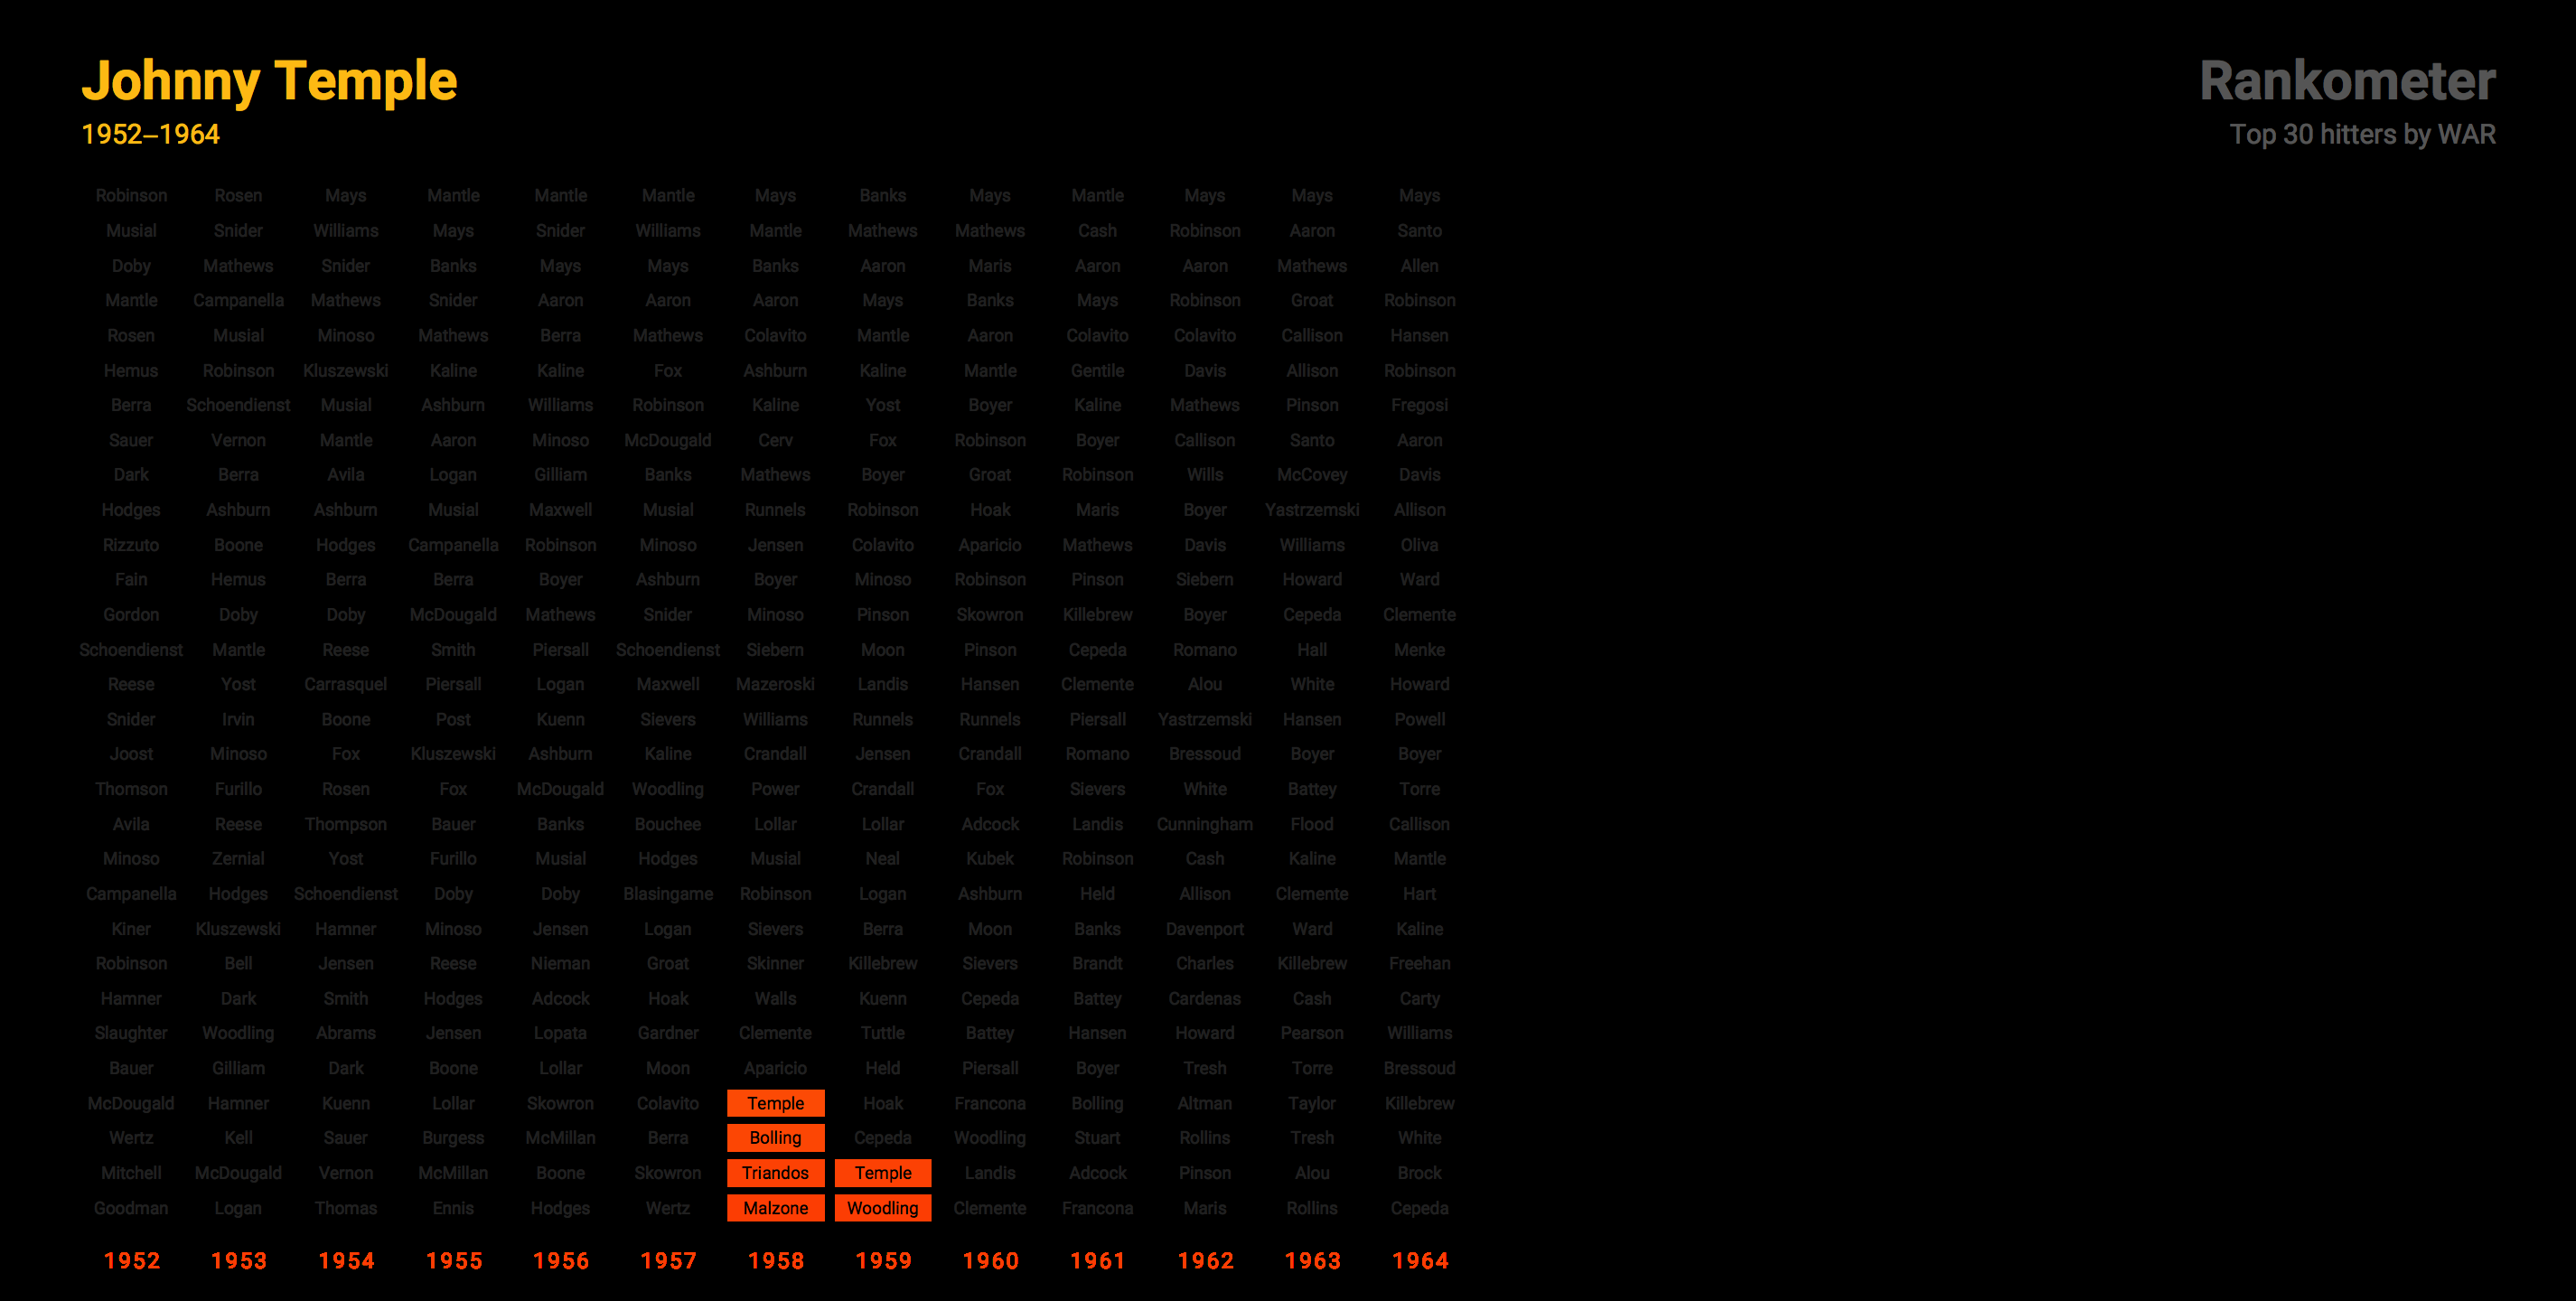 Johnny Temple
1952–1964
Rankometer
Top 30 hitters by WAR
Robinson Rosen Mays Mantle Mantle Mantle Mays Banks Mays Mantle Mays Mays Mays
Musial Snider Williams Mays Snider Williams Mantle Mathews Mathews Cash Robinson Aaron Santo
Doby Mathews Snider Banks Mays Mays Banks Aaron Maris Aaron Aaron Mathews Allen
Mantle Campanella Mathews Snider Aaron Aaron Aaron Mays Banks Mays Robinson Groat Robinson
Rosen Musial Minoso Mathews Berra Mathews Colavito Mantle Aaron Colavito Colavito Callison Hansen
Hemus Robinson Kluszewski Kaline Kaline Fox Ashburn Kaline Mantle Gentile Davis Allison Robinson
Berra Schoendienst Musial Ashburn Williams Robinson Kaline Yost Boyer Kaline Mathews Pinson Fregosi
Sauer Vernon Mantle Aaron Minoso McDougald Cerv Fox Robinson Boyer Callison Santo Aaron
Dark Berra Avila Logan Gilliam Banks Mathews Boyer Groat Robinson Wills McCovey Davis
Hodges Ashburn Ashburn Musial Maxwell Musial Runnels Robinson Hoak Maris Boyer Yastrzemski Allison
Rizzuto Boone Hodges Campanella Robinson Minoso Jensen Colavito Aparicio Mathews Davis Williams Oliva
Fain Hemus Berra Berra Boyer Ashburn Boyer Minoso Robinson Pinson Siebern Howard Ward
Gordon Doby Doby McDougald Mathews Snider Minoso Pinson Skowron Killebrew Boyer Cepeda Clemente
Schoendienst Mantle Reese Smith Piersall Schoendienst Siebern Moon Pinson Cepeda Romano Hall Menke
Reese Yost Carrasquel Piersall Logan Maxwell Mazeroski Landis Hansen Clemente Alou White Howard
Snider Irvin Boone Post Kuenn Sievers Williams Runnels Runnels Piersall Yastrzemski Hansen Powell
Joost Minoso Fox Kluszewski Ashburn Kaline Crandall Jensen Crandall Romano Bressoud Boyer Boyer
Thomson Furillo Rosen Fox McDougald Woodling Power Crandall Fox Sievers White Battey Torre
Avila Reese Thompson Bauer Banks Bouchee Lollar Lollar Adcock Landis Cunningham Flood Callison
Minoso Zernial Yost Furillo Musial Hodges Musial Neal Kubek Robinson Cash Kaline Mantle
Campanella Hodges Schoendienst Doby Doby Blasingame Robinson Logan Ashburn Held Allison Clemente Hart
Kiner Kluszewski Hamner Minoso Jensen Logan Sievers Berra Moon Banks Davenport Ward Kaline
Robinson Bell Jensen Reese Nieman Groat Skinner Killebrew Sievers Brandt Charles Killebrew Freehan
Hamner Dark Smith Hodges Adcock Hoak Walls Kuenn Cepeda Battey Cardenas Cash Carty
Slaughter Woodling Abrams Jensen Lopata Gardner Clemente Tuttle Battey Hansen Howard Pearson Williams
Bauer Gilliam Dark Boone Lollar Moon Aparicio Held Piersall Boyer Tresh Torre Bressoud
McDougald Hamner Kuenn Lollar Skowron Colavito Temple Hoak Francona Bolling Altman Taylor Killebrew
Wertz Kell Sauer Burgess McMillan Berra Bolling Cepeda Woodling Stuart Rollins Tresh White
Mitchell McDougald Vernon McMillan Boone Skowron Triandos Temple Landis Adcock Pinson Alou Brock
Goodman Logan Thomas Ennis Hodges Wertz Malzone Woodling Clemente Francona Maris Rollins Cepeda
1952 1953 1954 1955 1956 1957 1958 1959 1960 1961 1962 1963 1964